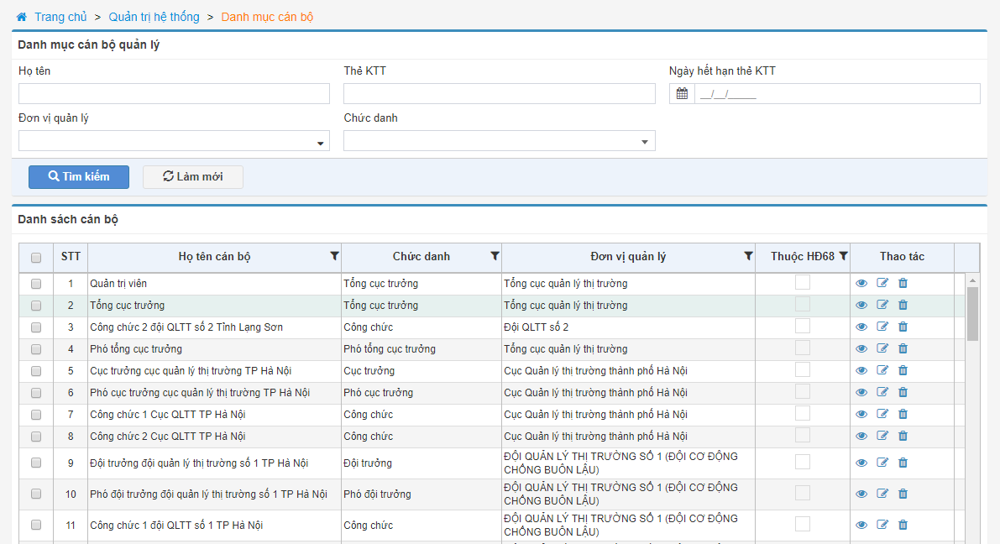 Trang chủ > Quản trị hệ thống > Danh mục cán bộ
Danh mục cán bộ quản lý
Họ tên Thẻ KTT Ngày hết hạn thẻ KTT
__/__/_____
Đơn vị quản lý Chức danh
Tìm kiếm Làm mới
Danh sách cán bộ
STT Họ tên cán bộ Chức danh Đơn vị quản lý Thuộc HĐ68 Thao tác
1 Quản trị viên Tổng cục trưởng Tổng cục quản lý thị trường
2 Tổng cục trưởng Tổng cục trưởng Tổng cục quản lý thị trường
3 Công chức 2 đội QLTT số 2 Tỉnh Lạng Sơn Công chức Đội QLTT số 2
4 Phó tổng cục trưởng Phó tổng cục trưởng Tổng cục quản lý thị trường
5 Cục trưởng cục quản lý thị trường TP Hà Nội Cục trưởng Cục Quản lý thị trường thành phố Hà Nội
6 Phó cục trưởng cục quản lý thị trường TP Hà Nội Phó cục trưởng Cục Quản lý thị trường thành phố Hà Nội
7 Công chức 1 Cục QLTT TP Hà Nội Công chức Cục Quản lý thị trường thành phố Hà Nội
8 Công chức 2 Cục QLTT TP Hà Nội Công chức Cục Quản lý thị trường thành phố Hà Nội
9 Đội trưởng đội quản lý thị trường số 1 TP Hà Nội Đội trưởng ĐỘI QUẢN LÝ THỊ TRƯỜNG SỐ 1 (ĐỘI CƠ ĐỘNG
CHỐNG BUÔN LẬU)
10 Phó đội trưởng đội quản lý thị trường số 1 TP Hà Nội Phó đội trưởng ĐỘI QUẢN LÝ THỊ TRƯỜNG SỐ 1 (ĐỘI CƠ ĐỘNG
CHỐNG BUÔN LẬU)
11 Công chức 1 đội QLTT số 1 TP Hà Nội Công chức ĐỘI QUẢN LÝ THỊ TRƯỜNG SỐ 1 (ĐỘI CƠ ĐỘNG
CHỐNG BUÔN LẬU)